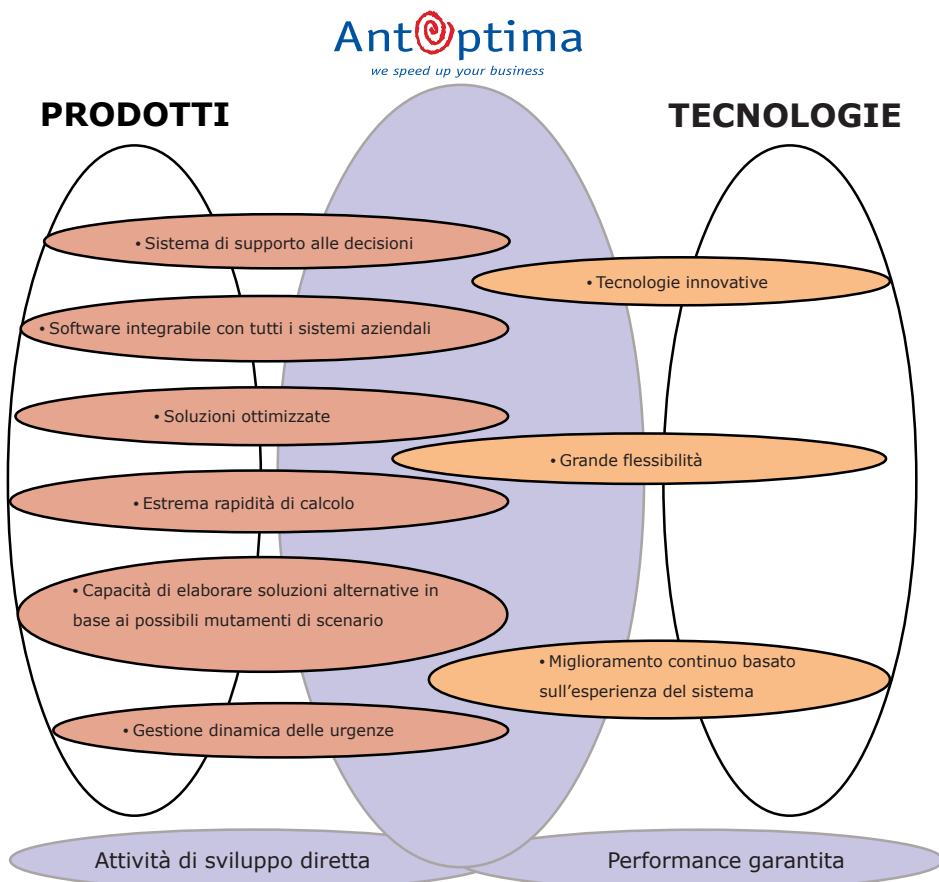 AntOptima
we speed up your business
PRODOTTI
TECNOLOGIE
• Sistema di supporto alle decisioni
• Software integrabile con tutti i sistemi aziendali
• Soluzioni ottimizzate
• Estrema rapidità di calcolo
• Capacità di elaborare soluzioni alternative in
base ai possibili mutamenti di scenario
• Gestione dinamica delle urgenze
• Tecnologie innovative
• Grande flessibilità
• Miglioramento continuo basato
sull'esperienza del sistema
Attività di sviluppo diretta
Performance garantita